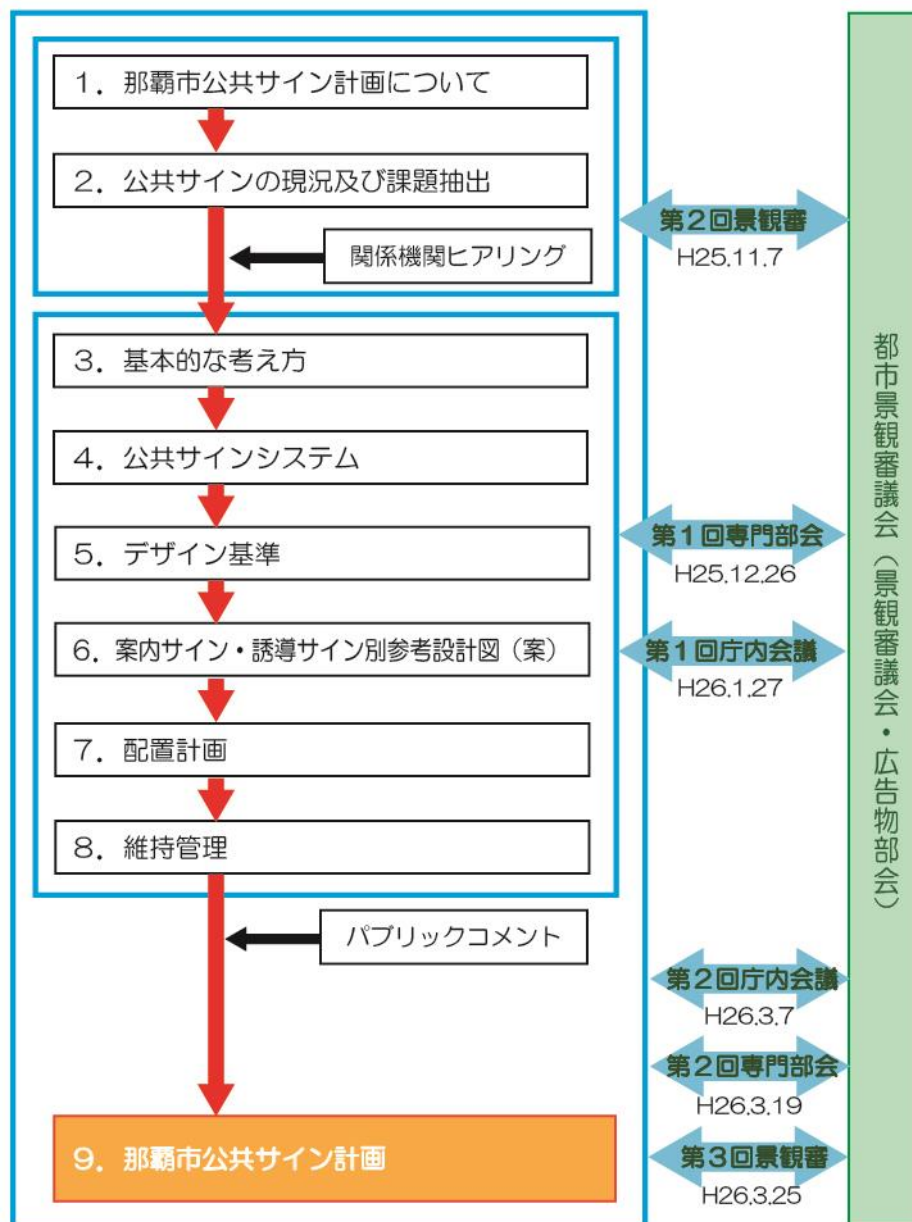 1．那覇市公共サイン計画について
2．公共サインの現況及び課題抽出
関係機関ヒアリング
3．基本的な考え方
4．公共サインシステム
5．デザイン基準
6．案内サイン・誘導サイン別参考設計図（案）
7．配置計画
8．維持管理
パブリックコメント
9．那覇市公共サイン計画
第2回景観審
H25.11.7
第1回専門部会
H25.12.26
第1回庁内会議
H26.1.27
第2回庁内会議
H26.3.7
第2回専門部会
H26.3.19
第3回景観審
H26.3.25
都市景観審議会（景観審議会・広告物部会）